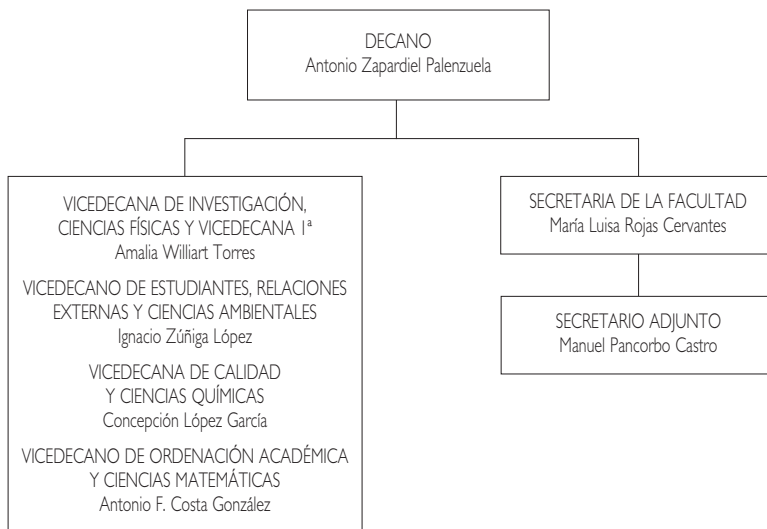 DECANO
Antonio Zapardiel Palenzuela
VICEDECANA DE INVESTIGACIÓN,
CIENCIAS FÍSICAS Y VICEDECANA 1ª
Amalia Williart Torres
VICEDECANO DE ESTUDIANTES, RELACIONES
EXTERNAS Y CIENCIAS AMBIENTALES
Ignacio Zúñiga López
VICEDECANA DE CALIDAD
Y CIENCIAS QUÍMICAS
Concepción López García
VICEDECANO DE ORDENACIÓN ACADÉMICA
Y CIENCIAS MATEMÁTICAS
Antonio F. Costa González
SECRETARIA DE LA FACULTAD
María Luisa Rojas Cervantes
SECRETARIO ADJUNTO
Manuel Pancorbo Castro